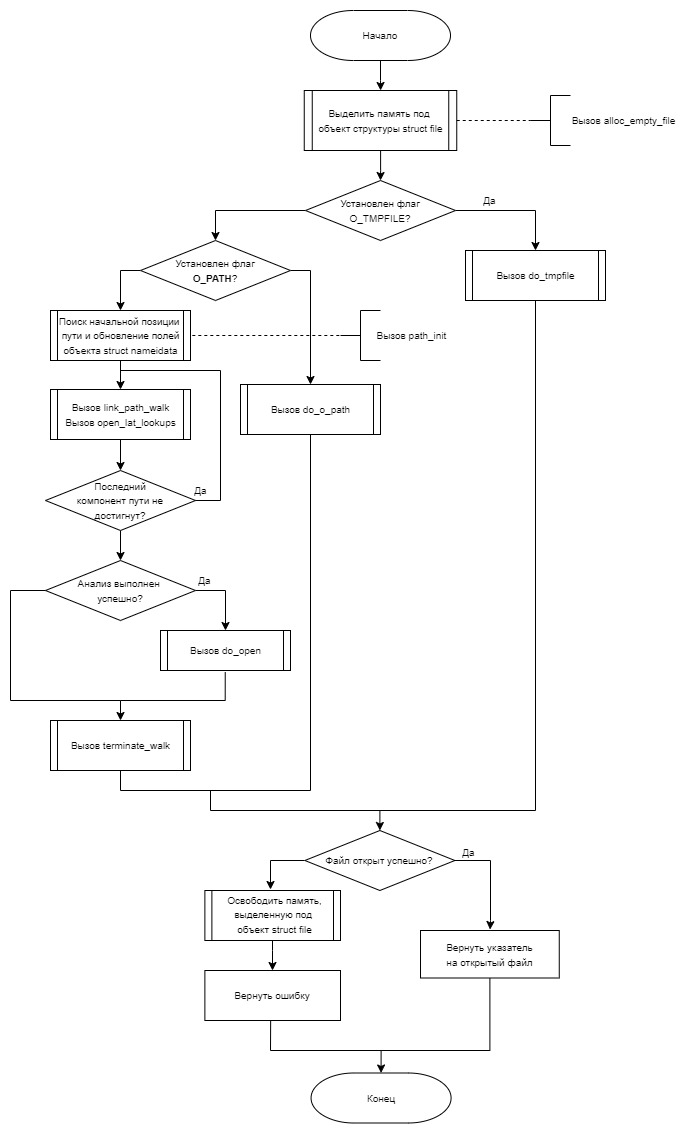 Начало
Выделить память под
объект структуры struct file
Вызов alloc_empty_file
Установлен флаг
O_TMPFILE?
Да
Вызов do_tmpfile
Установлен флаг
O_PATH?
Поиск начальной позиции
пути и обновление полей
объекта struct nameidata
Вызов path_init
Вызов link_path_walk
Вызов open_lat_lookups
Вызов do_o_path
Последний
компонент пути не
достигнут?
Да
Анализ выполнен
успешно?
Да
Вызов do_open
Вызов terminate_walk
Файл открыт успешно?
Да
Освободить память,
выделенную под
объект struct file
Вернуть указатель
на открытый файл
Вернуть ошибку
Конец